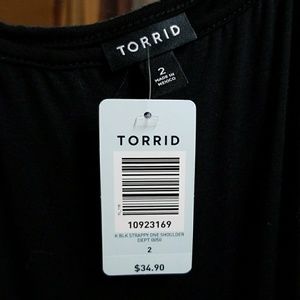 TORRID
2
MADE IN
MEXICO
TORRID
10923169
K BLK STRAPPY ONE SHOULDER
DEPT 0050
2
$34.90